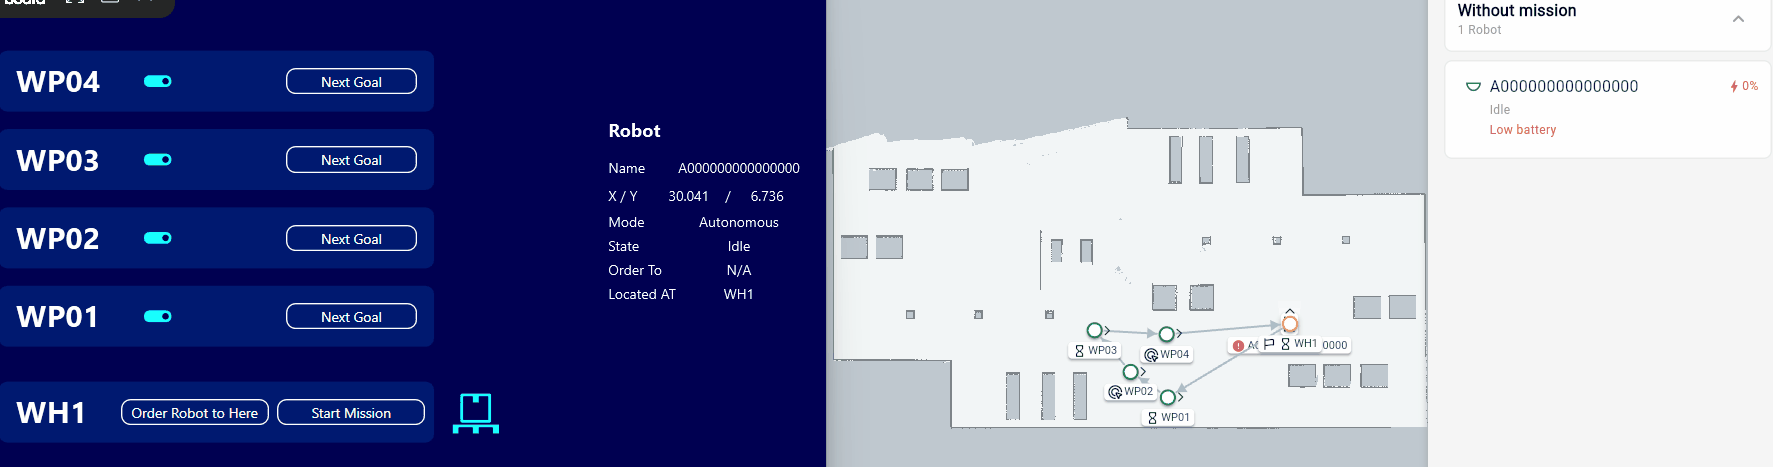 board
WP04
Next Goal
WP03
Next Goal
WP02
Next Goal
WP01
Next Goal
WH1
Order Robot to Here
Start Mission
Robot
Name A000000000000000
X / Y 30.041 / 6.736
Mode Autonomous
State Idle
Order To N/A
Located AT WH1
WP03
WP04
WH1
0000
WP02
WP01
Without mission
1 Robot
A000000000000000
0%
Idle
Low battery